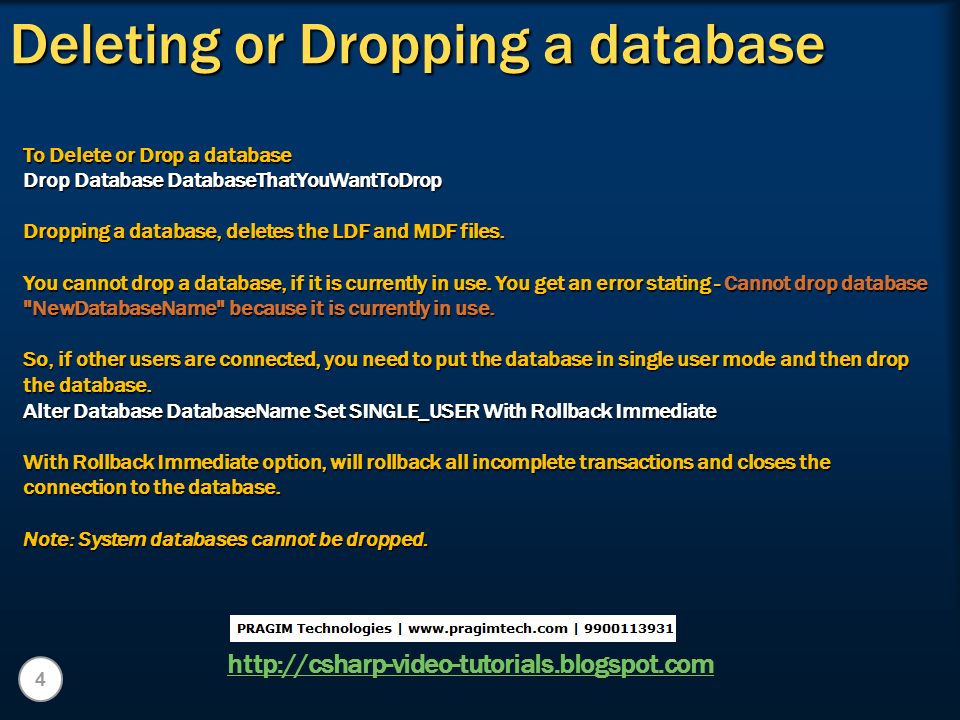 Deleting or Dropping a database
To Delete or Drop a database
Drop Database DatabaseThatYouWantToDrop
Dropping a database, deletes the LDF and MDF files.
You cannot drop a database, if it is currently in use. You get an error stating - Cannot drop database
"NewDatabaseName" because it is currently in use.
So, if other users are connected, you need to put the database in single user mode and then drop
the database.
Alter Database DatabaseName Set SINGLE_USER With Rollback Immediate
With Rollback Immediate option, will rollback all incomplete transactions and closes the
connection to the database.
Note: System databases cannot be dropped.
PRAGIM Technologies | www.pragimtech.com | 9900113931
http://csharp-video-tutorials.blogspot.com
4